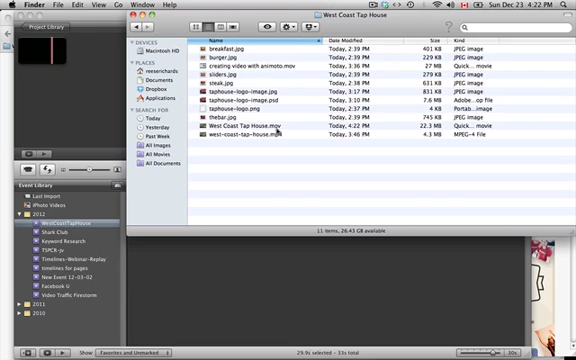 Finder File Edit View Go Window Help Sun Dec 23 4:22 PM
Project Library
West Coast Tap House
Name Date Modified Size Kind
DEVICES
Macintosh HD
PLACES
reeserichards
Documents
Dropbox
Applications
SEARCH FOR
Today
Yesterday
Past Week
All Images
All Movies
All Documents
breakfast.jpg Today, 2:39 PM 401 KB JPEG image
burger.jpg Today, 2:39 PM 229 KB JPEG image
creating video with animoto.mov Today, 3:36 PM 27 MB Quick... movie
sliders.jpg Today, 2:39 PM 479 KB JPEG image
steak.jpg Today, 2:39 PM 631 KB JPEG image
taphouse-logo-image.jpg Today, 3:17 PM 831 KB JPEG image
taphouse-logo-image.psd Today, 3:10 PM 7.6 MB Adobe...op file
taphouse-logo.png Today, 2:39 PM 4 KB Porta...image
thebar.jpg Today, 2:39 PM 745 KB JPEG image
West Coast Tap House.mov Today, 4:22 PM 22.3 MB Quick... movie
west-coast-tap-house.mp4 Today, 3:46 PM 4.3 MB MPEG-4 File
11 items, 26.43 GB available
Event Library
Last Import
iPhoto Videos
2012
WestCoastTapHouse
Shark Club
Keyword Research
TSPCR-jv
Timelines-Webinar-Replay
timelines for pages
New Event 12-03-02
Facebook U
Video Traffic Firestorm
2011
2010
Show: Favorites and Unmarked 29.9s selected - 33s total